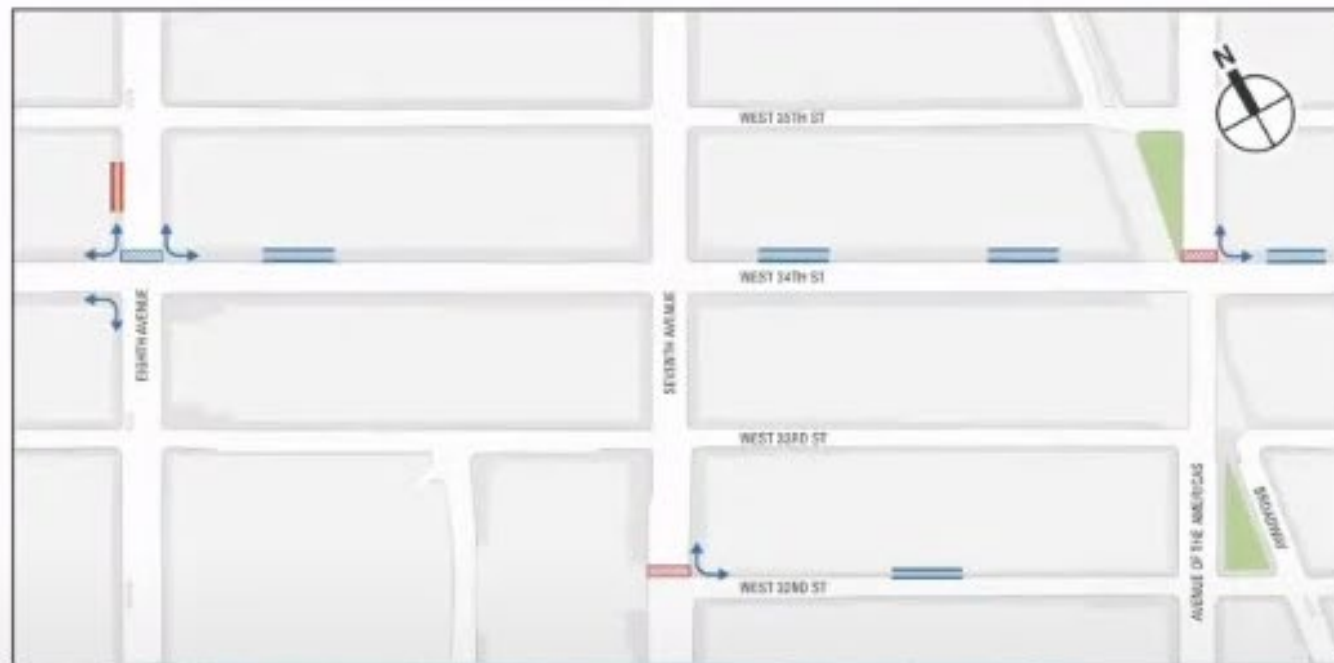 N
WEST 35TH ST
WEST 34TH ST
EIGHTH AVENUE
SEVENTH AVENUE
WEST 33RD ST
AVENUE OF THE AMERICAS
BROADWAY
WEST 32ND ST